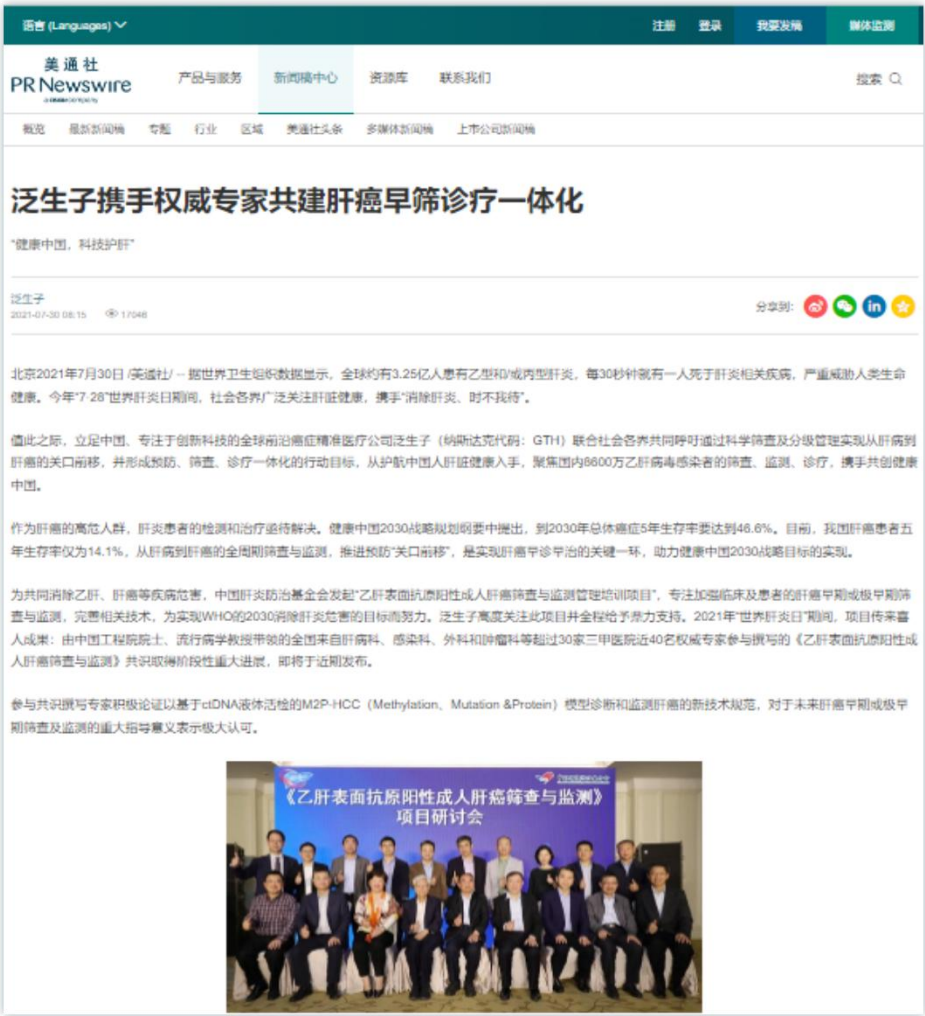 语言 (Languages)
注册
登录
我要发稿
媒体监测
美通社
PR Newswire
a cision company
产品与服务
新闻稿中心
资源库
联系我们
搜索
概览
最新新闻稿
专题
行业
区域
美通社头条
多媒体新闻稿
上市公司新闻稿
泛生子携手权威专家共建肝癌早筛诊疗一体化
"健康中国，科技护肝"
泛生子
2021-07-30 08:15
17046
分享到:
北京2021年7月30日 /美通社/ -- 据世界卫生组织数据显示，全球约有3.25亿人患有乙型和/或丙型肝炎，每30秒钟就有一人死于肝炎相关疾病，严重威胁人类生命
健康。今年"7·28"世界肝炎日期间，社会各界广泛关注肝脏健康，携手"消除肝炎、时不我待"。
值此之际，立足中国、专注于创新科技的全球前沿癌症精准医疗公司泛生子（纳斯达克代码：GTH）联合社会各界共同呼吁通过科学筛查及分级管理实现从肝病到
肝癌的关口前移，并形成预防、筛查、诊疗一体化的行动目标，从护航中国人肝脏健康入手，聚焦国内8600万乙肝病毒感染者的筛查、监测、诊疗，携手共创健康
中国。
作为肝癌的高危人群，肝炎患者的检测和治疗亟待解决。健康中国2030战略规划纲要中提出，到2030年总体癌症5年生存率要达到46.6%。目前，我国肝癌患者五
年生存率仅为14.1%，从肝病到肝癌的全周期筛查与监测，推进预防"关口前移"，是实现肝癌早诊早治的关键一环，助力健康中国2030战略目标的实现。
为共同消除乙肝、肝癌等疾病危害，中国肝炎防治基金会发起"乙肝表面抗原阳性成人肝癌筛查与监测管理培训项目"，专注加强临床及患者的肝癌早期或极早期筛
查与监测，完善相关技术，为实现WHO的2030消除肝炎危害的目标而努力。泛生子高度关注此项目并全程给予鼎力支持。2021年"世界肝炎日"期间，项目传来喜
人成果：由中国工程院院士、流行病学教授带领的全国来自肝病科、感染科、外科和肿瘤科等超过30家三甲医院近40名权威专家参与撰写的《乙肝表面抗原阳性成
人肝癌筛查与监测》共识取得阶段性重大进展，即将于近期发布。
参与共识撰写专家积极论证以基于ctDNA液体活检的M2P-HCC（Methylation、Mutation &Protein）模型诊断和监测肝癌的新技术规范，对于未来肝癌早期或极早
期筛查及监测的重大指导意义表示极大认可。
《乙肝表面抗原阳性成人肝癌筛查与监测》
项目研讨会